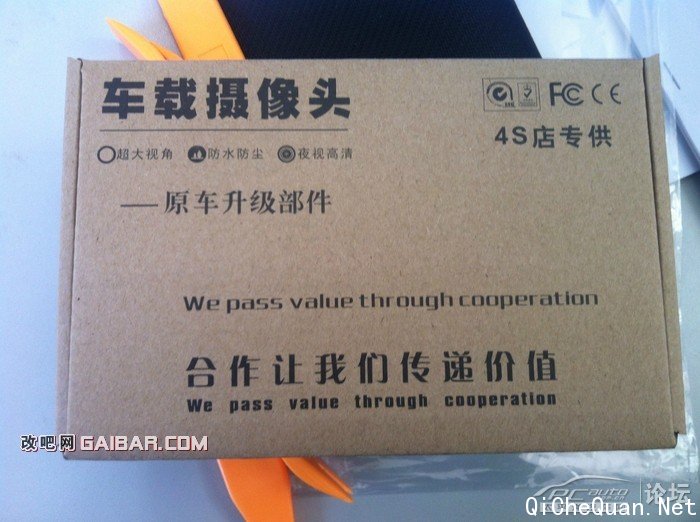 车载摄像头
超大视角 防水防尘 夜视高清
FC CE
4S店专供
——原车升级部件
We pass value through cooperation
合作让我们传递价值
We pass value through cooperation
改吧网 GAIBAR.COM
PCauto 论坛
QiCheQuan.Net